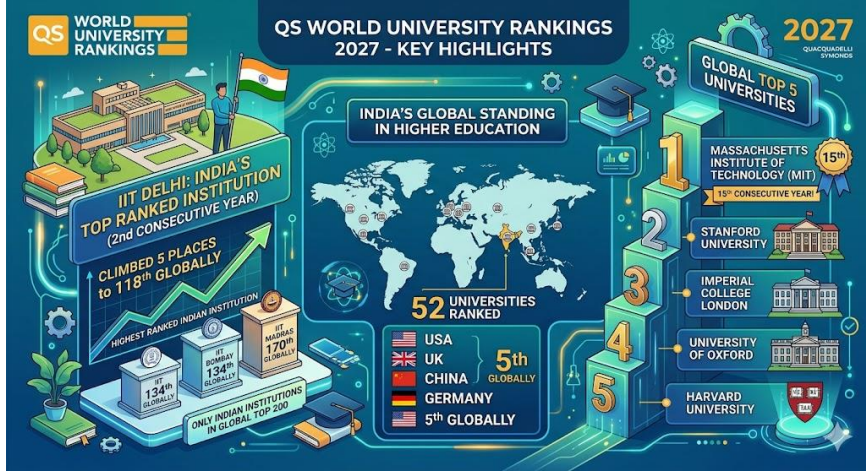 QS WORLD
UNIVERSITY
RANKINGS
QS WORLD UNIVERSITY RANKINGS
2027 - KEY HIGHLIGHTS
2027
QUACQUADELLI
SYMONDS
IIT DELHI: INDIA'S
TOP RANKED INSTITUTION
(2nd CONSECUTIVE YEAR)
CLIMBED 5 PLACES
to 118th GLOBALLY
HIGHEST RANKED INDIAN INSTITUTION
IIT
134th
GLOBALLY
IIT
BOMBAY
134th
GLOBALLY
IIT
MADRAS
170th
GLOBALLY
ONLY INDIAN INSTITUTIONS
IN GLOBAL TOP 200
INDIA'S GLOBAL STANDING
IN HIGHER EDUCATION
52 UNIVERSITIES
RANKED
USA
UK
CHINA
5th
GLOBALLY
GERMANY
5th GLOBALLY
GLOBAL TOP 5
UNIVERSITIES
1
MASSACHUSETTS
INSTITUTE OF
TECHNOLOGY (MIT)
15th
15th CONSECUTIVE YEAR!
2
STANFORD
UNIVERSITY
3
IMPERIAL
COLLEGE
LONDON
4
UNIVERSITY
OF OXFORD
5
HARVARD
UNIVERSITY